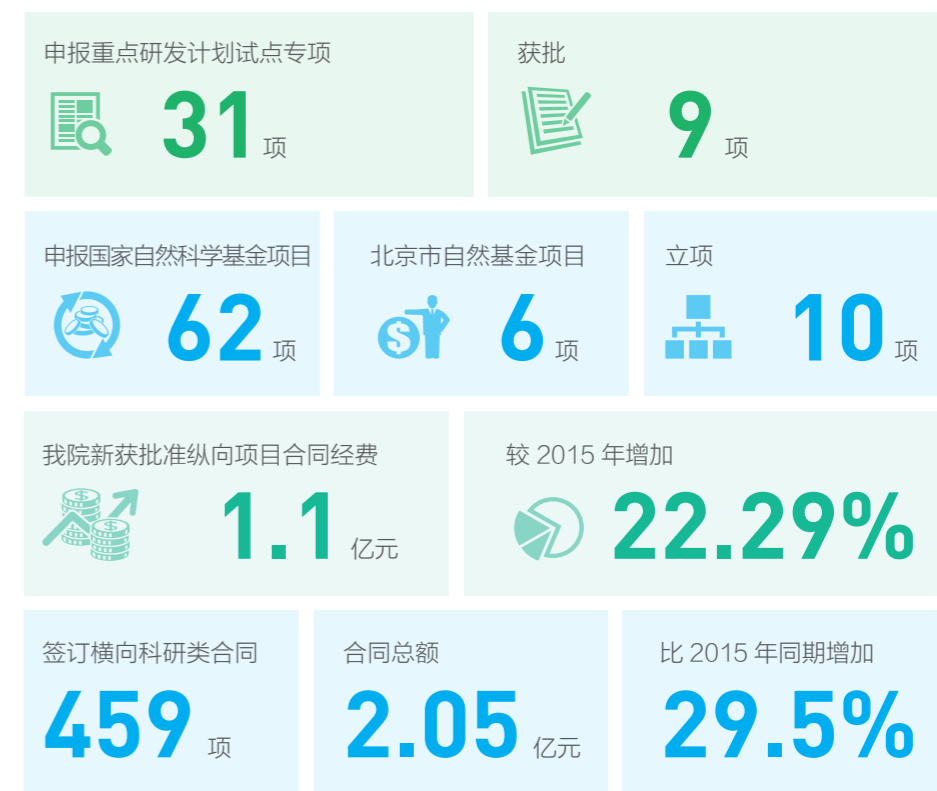 申报重点研发计划试点专项
31 项
获批
9 项
申报国家自然科学基金项目
62 项
北京市自然基金项目
6 项
立项
10 项
我院新获批准纵向项目合同经费
1.1 亿元
较 2015 年增加
22.29%
签订横向科研类合同
459 项
合同总额
2.05 亿元
比 2015 年同期增加
29.5%